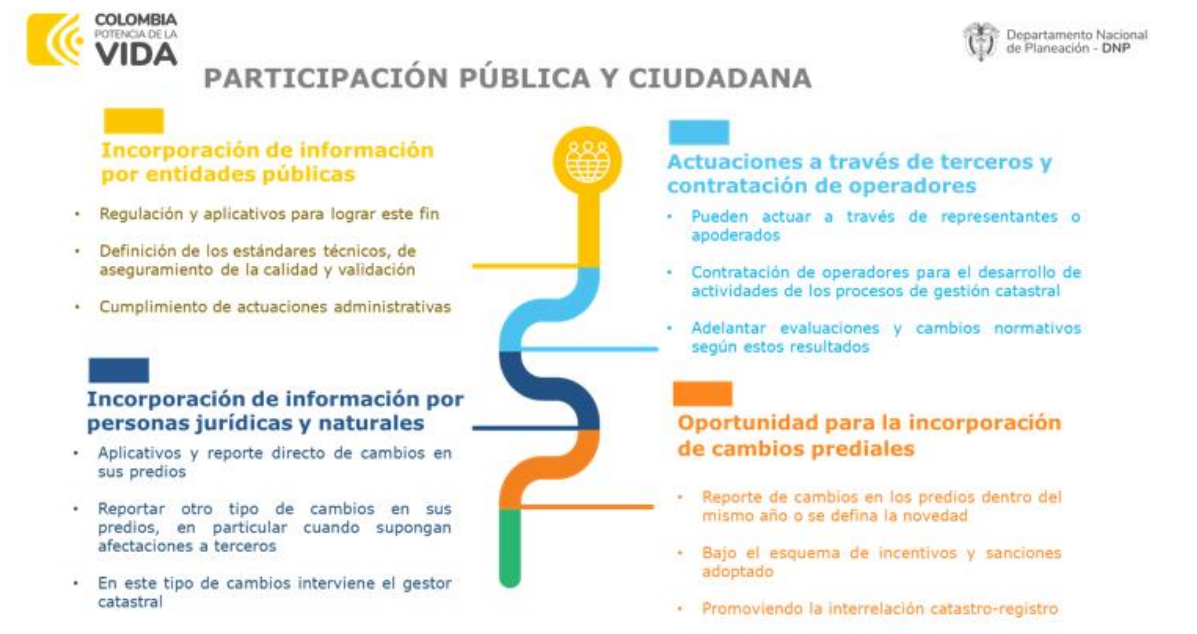 COLOMBIA
POTENCIA DE LA
VIDA
Departamento Nacional
de Planeación - DNP
PARTICIPACIÓN PÚBLICA Y CIUDADANA
Incorporación de información
por entidades públicas
• Regulación y aplicativos para lograr este fin
• Definición de los estándares técnicos, de
aseguramiento de la calidad y validación
• Cumplimiento de actuaciones administrativas
Actuaciones a través de terceros y
contratación de operadores
• Pueden actuar a través de representantes o
apoderados
• Contratación de operadores para el desarrollo de
actividades de los procesos de gestión catastral
• Adelantar evaluaciones y cambios normativos
según estos resultados
Incorporación de información por
personas jurídicas y naturales
• Aplicativos y reporte directo de cambios en
sus predios
• Reportar otro tipo de cambios en sus
predios, en particular cuando supongan
afectaciones a terceros
• En este tipo de cambios interviene el gestor
catastral
Oportunidad para la incorporación
de cambios prediales
• Reporte de cambios en los predios dentro del
mismo año o se defina la novedad
• Bajo el esquema de incentivos y sanciones
adoptado
• Promoviendo la interrelación catastro-registro